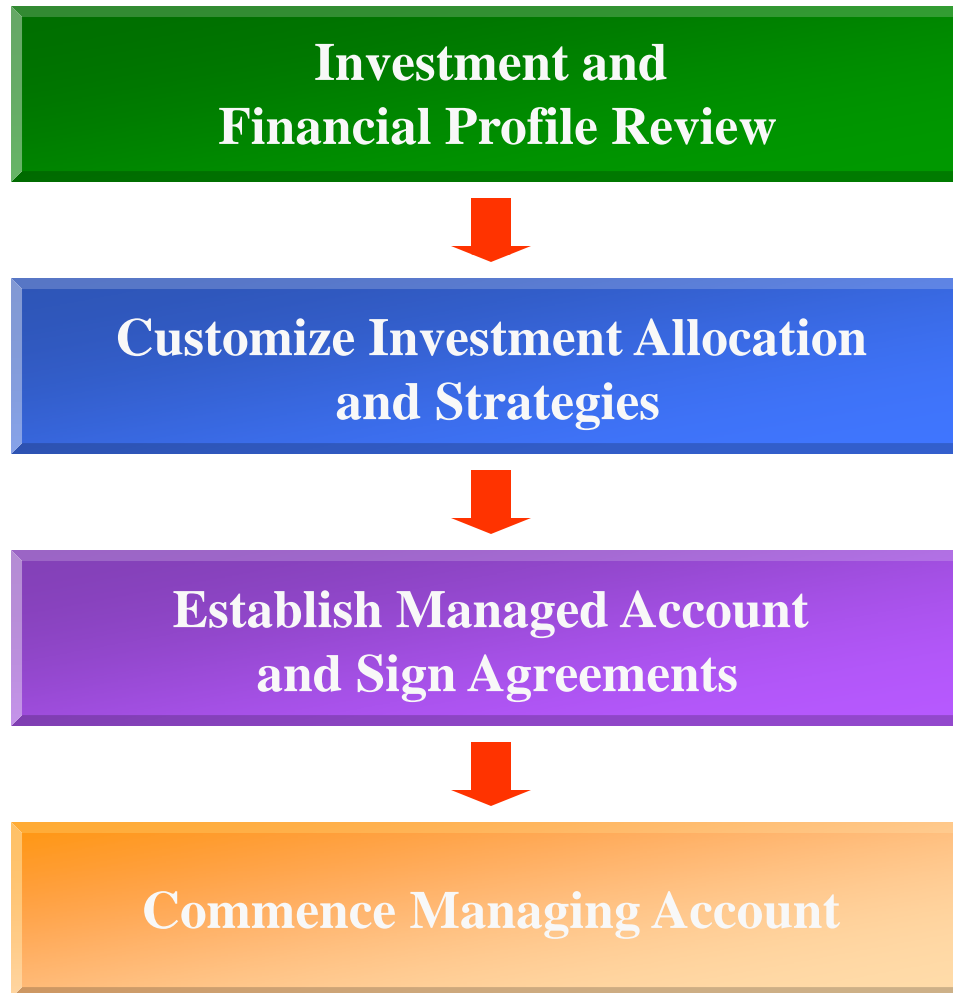 Investment and
Financial Profile Review
Customize Investment Allocation
and Strategies
Establish Managed Account
and Sign Agreements
Commence Managing Account